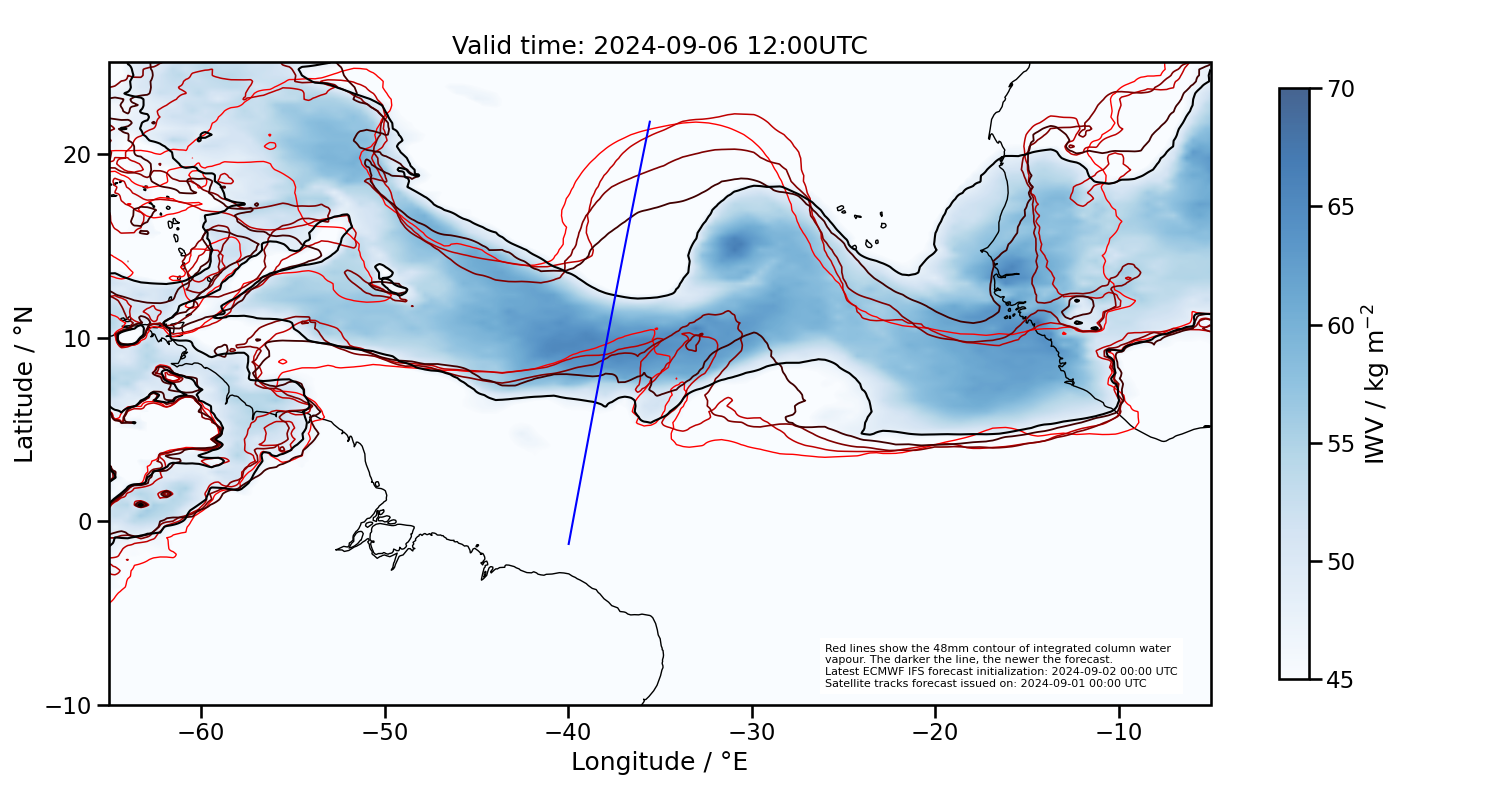 Valid time: 2024-09-06 12:00UTC
20
10
0
−10
Latitude / °N
−60
−50
−40
−30
−20
−10
Longitude / °E
70
65
60
55
50
45
IWV / kg m⁻²
Red lines show the 48mm contour of integrated column water
vapour. The darker the line, the newer the forecast.
Latest ECMWF IFS forecast initialization: 2024-09-02 00:00 UTC
Satellite tracks forecast issued on: 2024-09-01 00:00 UTC